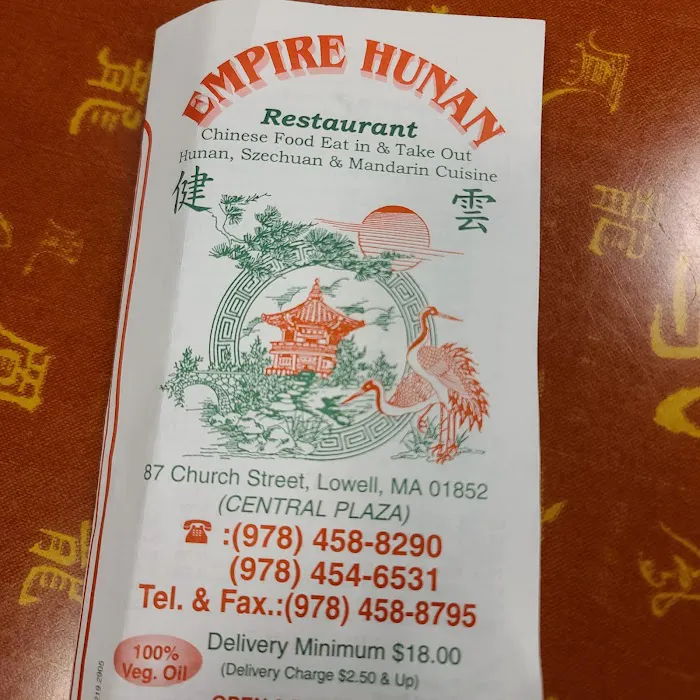 EMPIRE HUNAN
Restaurant
Chinese Food Eat in & Take Out
Hunan, Szechuan & Mandarin Cuisine
健 雲
87 Church Street, Lowell, MA 01852
(CENTRAL PLAZA)
☎ :(978) 458-8290
(978) 454-6531
Tel. & Fax.:(978) 458-8795
100%
Veg. Oil
Delivery Minimum $18.00
(Delivery Charge $2.50 & Up)